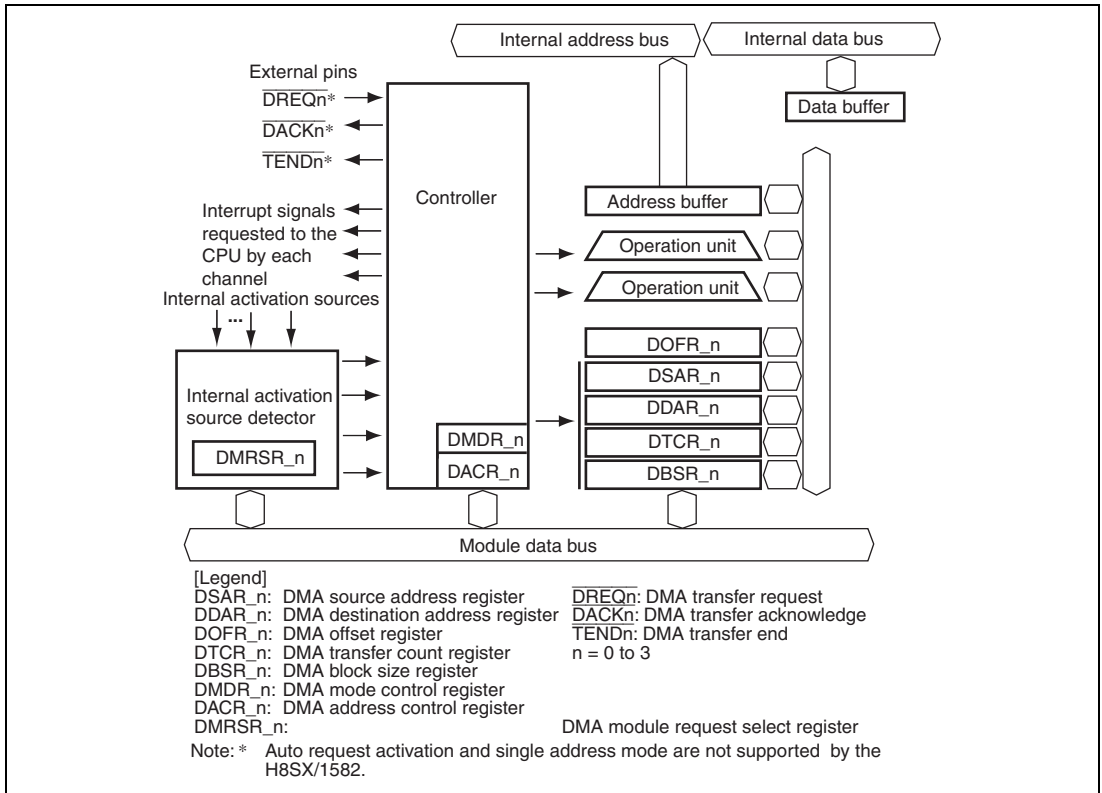 Internal address bus
Internal data bus
External pins
DREQn*
DACKn*
TENDn*
Data buffer
Controller
Address buffer
Interrupt signals
requested to the
CPU by each
channel
Operation unit
Operation unit
Internal activation sources
...
DOFR_n
DSAR_n
DDAR_n
DTCR_n
DBSR_n
Internal activation
source detector
DMRSR_n
DMDR_n
DACR_n
Module data bus
[Legend]
DSAR_n: DMA source address register
DDAR_n: DMA destination address register
DOFR_n: DMA offset register
DTCR_n: DMA transfer count register
DBSR_n: DMA block size register
DMDR_n: DMA mode control register
DACR_n: DMA address control register
DMRSR_n: DMA module request select register
DREQn: DMA transfer request
DACKn: DMA transfer acknowledge
TENDn: DMA transfer end
n = 0 to 3
Note: * Auto request activation and single address mode are not supported by the
H8SX/1582.